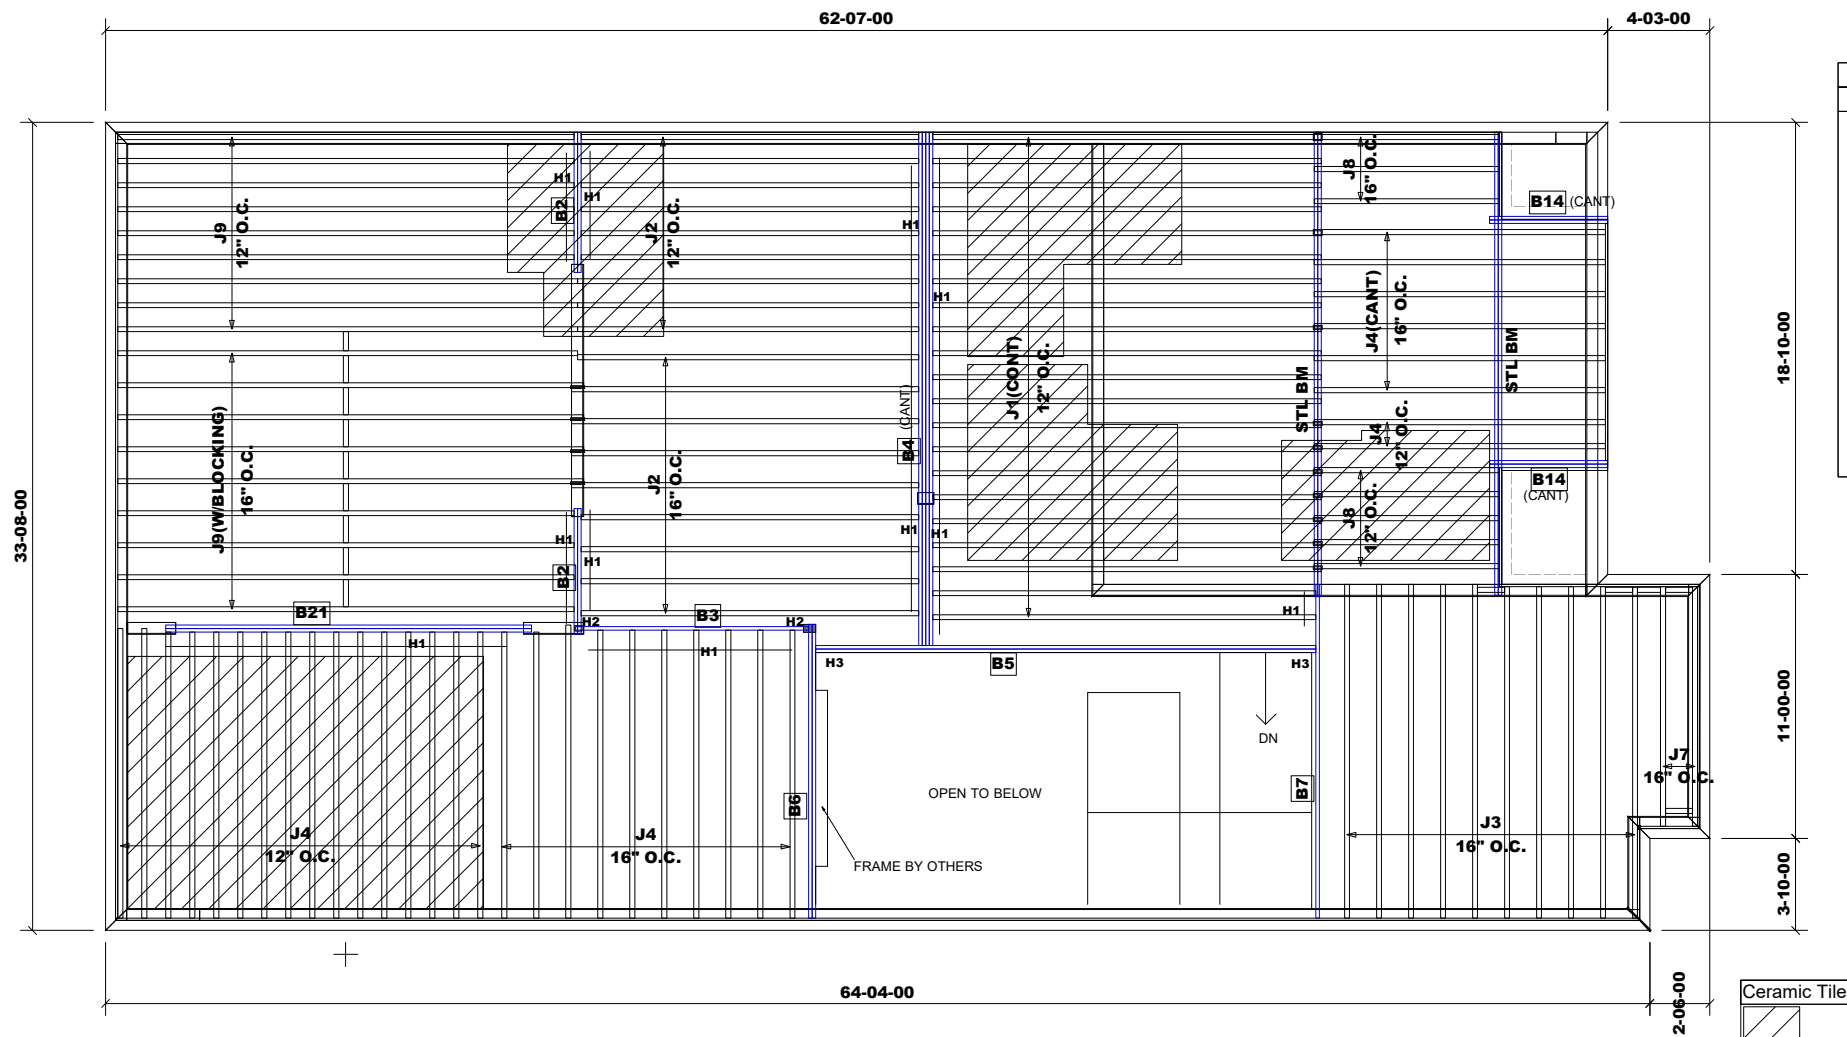 62-07-00
4-03-00
J9
12" O.C.
H1
B2
H1
J2
12" O.C.
H1
H1
J8
16" O.C.
B14 (CANT)
J4(CANT)
16" O.C.
J1(CONT)
12" O.C.
STL BM
STL BM
18-10-00
33-08-00
J9(W/BLOCKING)
16" O.C.
J2
16" O.C.
(CANT)
B4
J4
12" O.C.
J8
12" O.C.
B14
(CANT)
H1
H1
B2
H1
H1
H1
B21
B3
H2
H2
H1
H1
H3
B5
H3
DN
OPEN TO BELOW
B6
B7
FRAME BY OTHERS
J4
12" O.C.
J4
16" O.C.
J3
16" O.C.
J7
16" O.C.
11-00-00
3-10-00
64-04-00
2-06-00
Ceramic Tile